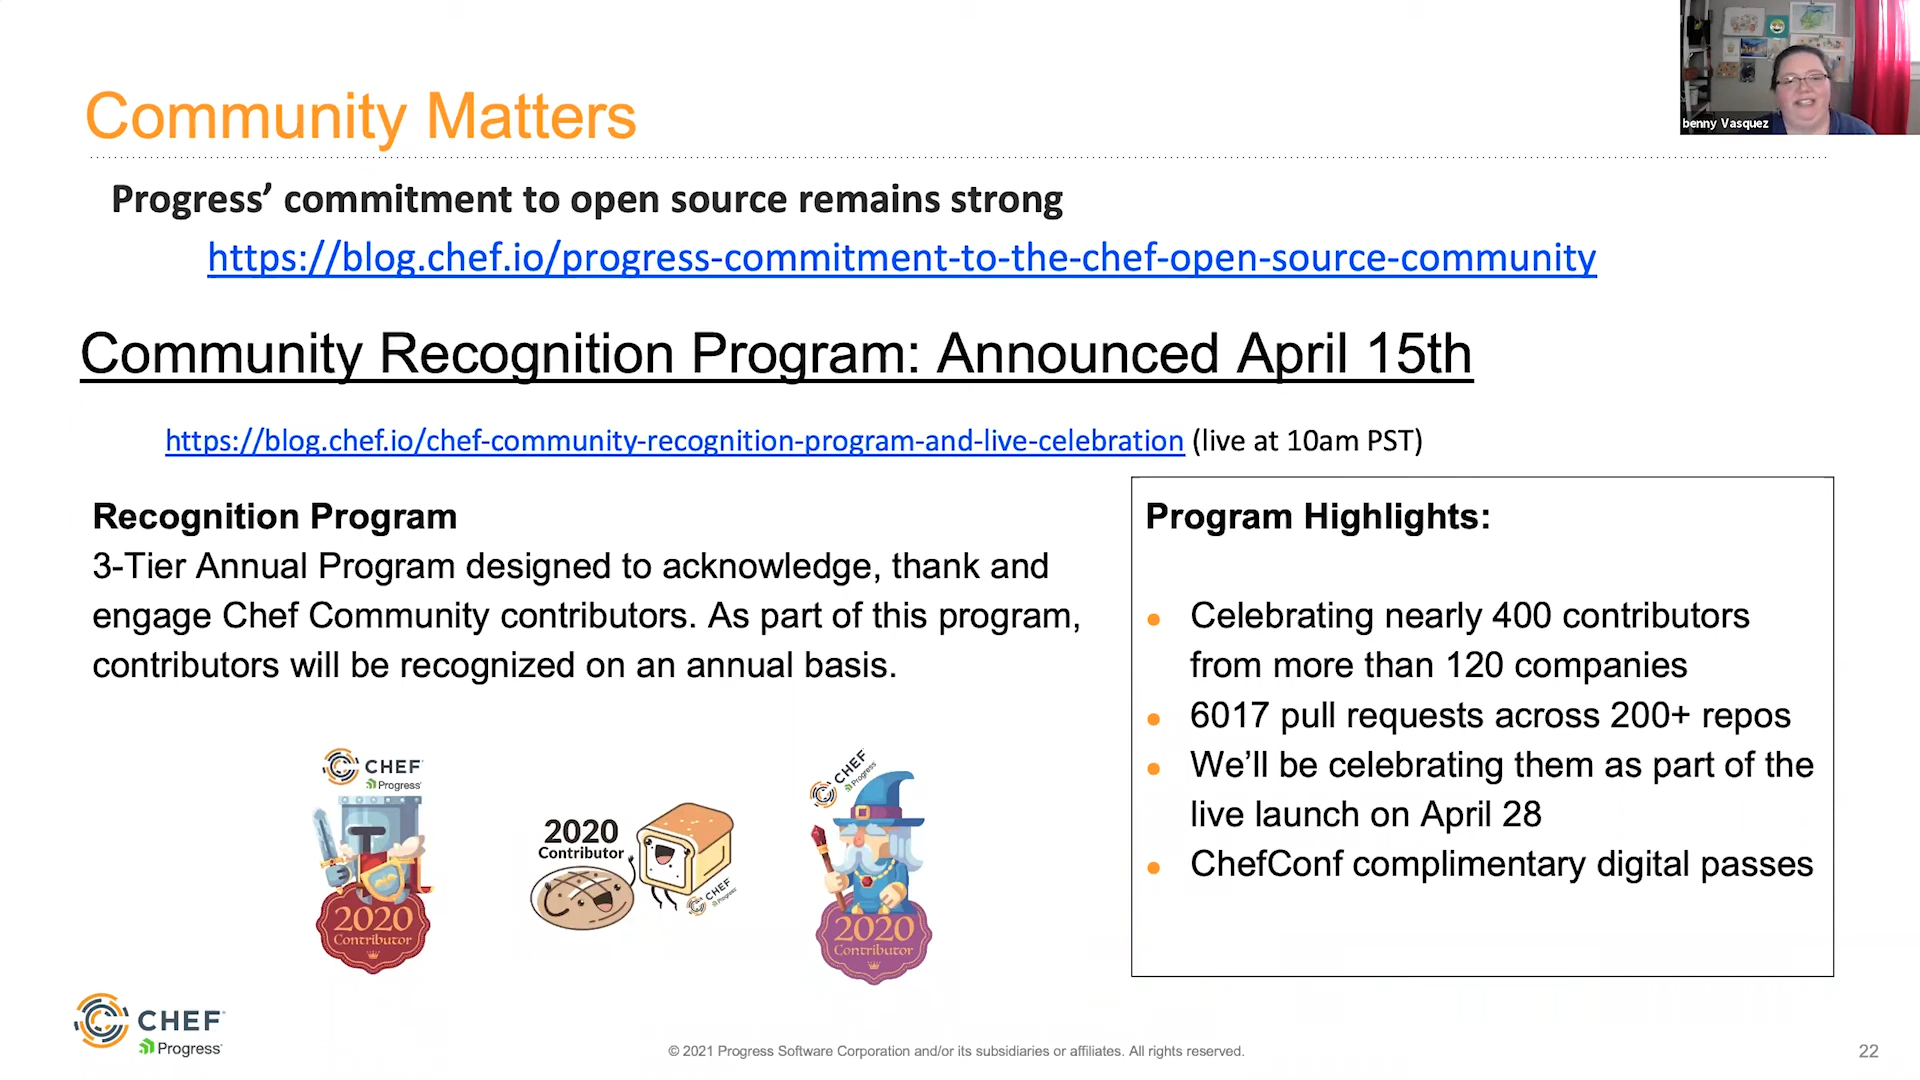 benny Vasquez
Community Matters
Progress’ commitment to open source remains strong
https://blog.chef.io/progress-commitment-to-the-chef-open-source-community
Community Recognition Program: Announced April 15th
https://blog.chef.io/chef-community-recognition-program-and-live-celebration (live at 10am PST)
Recognition Program
3-Tier Annual Program designed to acknowledge, thank and
engage Chef Community contributors. As part of this program,
contributors will be recognized on an annual basis.
Program Highlights:
Celebrating nearly 400 contributors
from more than 120 companies
6017 pull requests across 200+ repos
We’ll be celebrating them as part of the
live launch on April 28
ChefConf complimentary digital passes
CHEF
Progress
2020
Contributor
2020
Contributor
CHEF
Progress
CHEF
Progress
2020
Contributor
CHEF
Progress
© 2021 Progress Software Corporation and/or its subsidiaries or affiliates. All rights reserved.
22